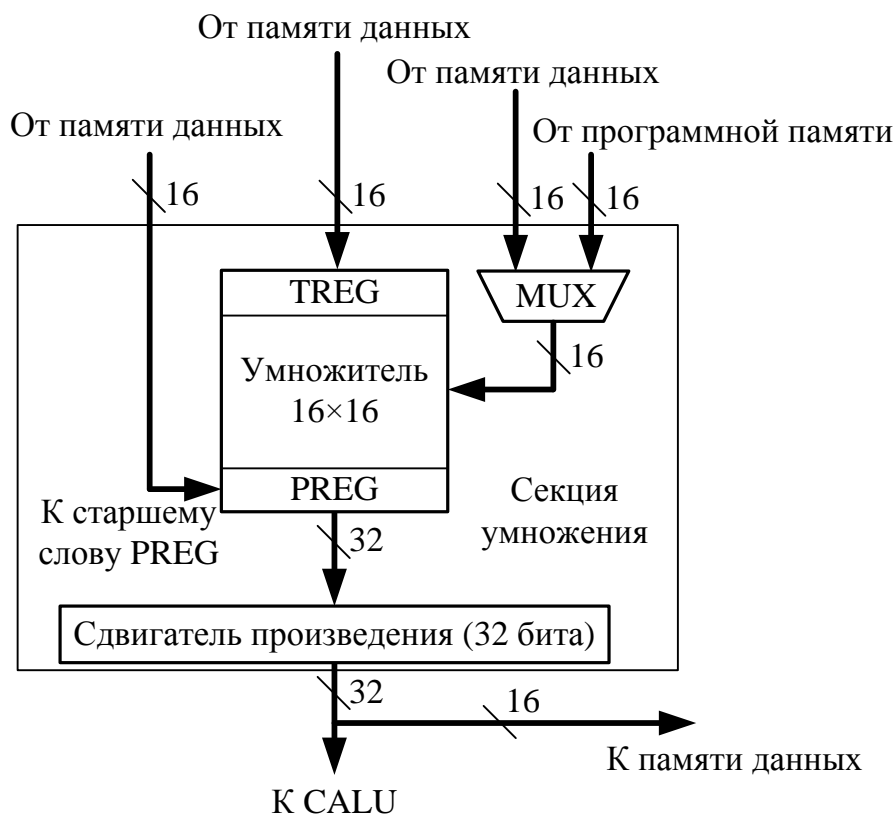 От памяти данных
От памяти данных
От памяти данных
От программной памяти
16
16
16
16
TREG
MUX
Умножитель
16×16
16
PREG
Секция
умножения
К старшему
слову PREG
32
Сдвигатель произведения (32 бита)
32
16
К памяти данных
К CALU